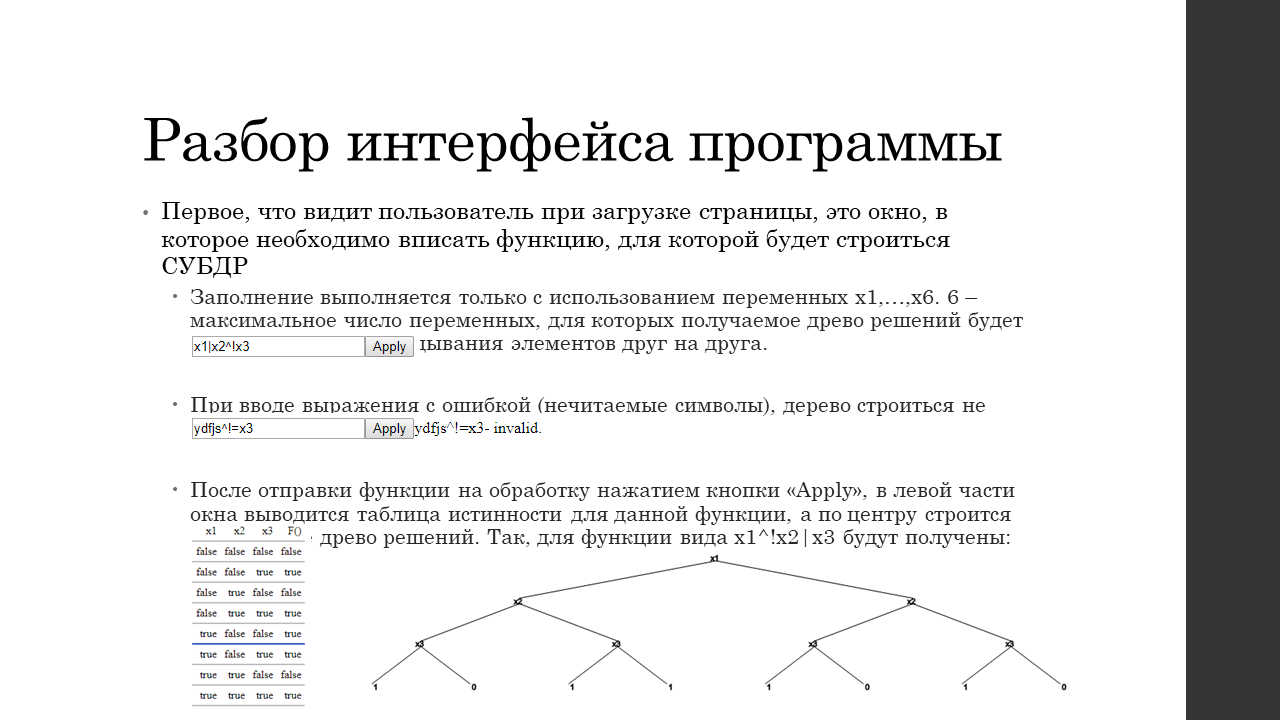 Разбор интерфейса программы
Первое, что видит пользователь при загрузке страницы, это окно, в
которое необходимо вписать функцию, для которой будет строиться
СУБДР
Заполнение выполняется только с использованием переменных x1,…,x6. 6 –
максимальное число переменных, для которых получаемое древо решений будет
x1|x2^!x3 Apply дывания элементов друг на друга.
При вводе выражения с ошибкой (нечитаемые символы), дерево строиться не
ydfjs^!=x3 Apply ydfjs^!=x3- invalid.
После отправки функции на обработку нажатием кнопки «Apply», в левой части
окна выводится таблица истинности для данной функции, а по центру строится
древо решений. Так, для функции вида x1^!x2|x3 будут получены:
x1 x2 x3 F()
false false false false
false false true true
false true false false
false true true true
true false false true
true false true true
true true false false
true true true true
x1
x2 x2
x3 x3 x3 x3
1 0 1 1 1 0 1 0